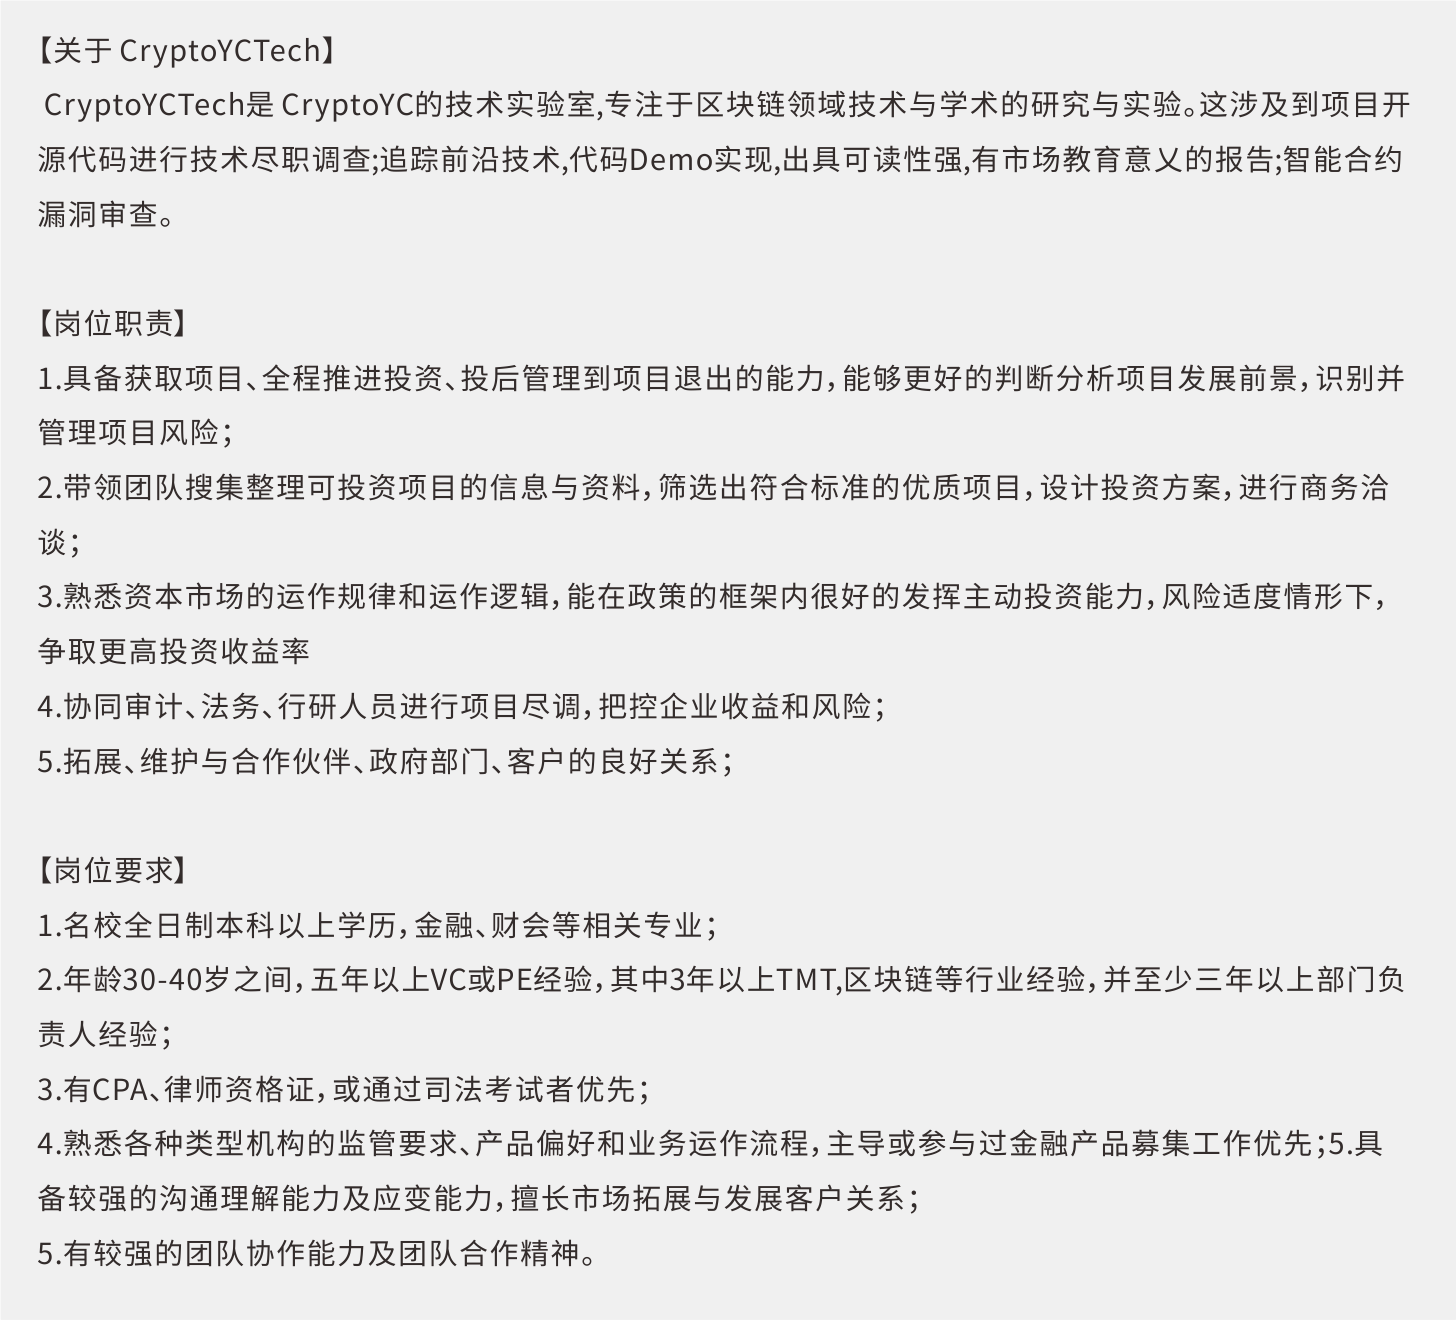 【关于 CryptoYCTech】
CryptoYCTech是 CryptoYC的技术实验室,专注于区块链领域技术与学术的研究与实验。这涉及到项目开
源代码进行技术尽职调查;追踪前沿技术,代码Demo实现,出具可读性强,有市场教育意义的报告;智能合约
漏洞审查。
【岗位职责】
1.具备获取项目、全程推进投资、投后管理到项目退出的能力，能够更好的判断分析项目发展前景，识别并
管理项目风险；
2.带领团队搜集整理可投资项目的信息与资料，筛选出符合标准的优质项目，设计投资方案，进行商务洽
谈；
3.熟悉资本市场的运作规律和运作逻辑，能在政策的框架内很好的发挥主动投资能力，风险适度情形下，
争取更高投资收益率
4.协同审计、法务、行研人员进行项目尽调，把控企业收益和风险；
5.拓展、维护与合作伙伴、政府部门、客户的良好关系；
【岗位要求】
1.名校全日制本科以上学历，金融、财会等相关专业；
2.年龄30-40岁之间，五年以上VC或PE经验，其中3年以上TMT,区块链等行业经验，并至少三年以上部门负
责人经验；
3.有CPA、律师资格证，或通过司法考试者优先；
4.熟悉各种类型机构的监管要求、产品偏好和业务运作流程，主导或参与过金融产品募集工作优先；5.具
备较强的沟通理解能力及应变能力，擅长市场拓展与发展客户关系；
5.有较强的团队协作能力及团队合作精神。